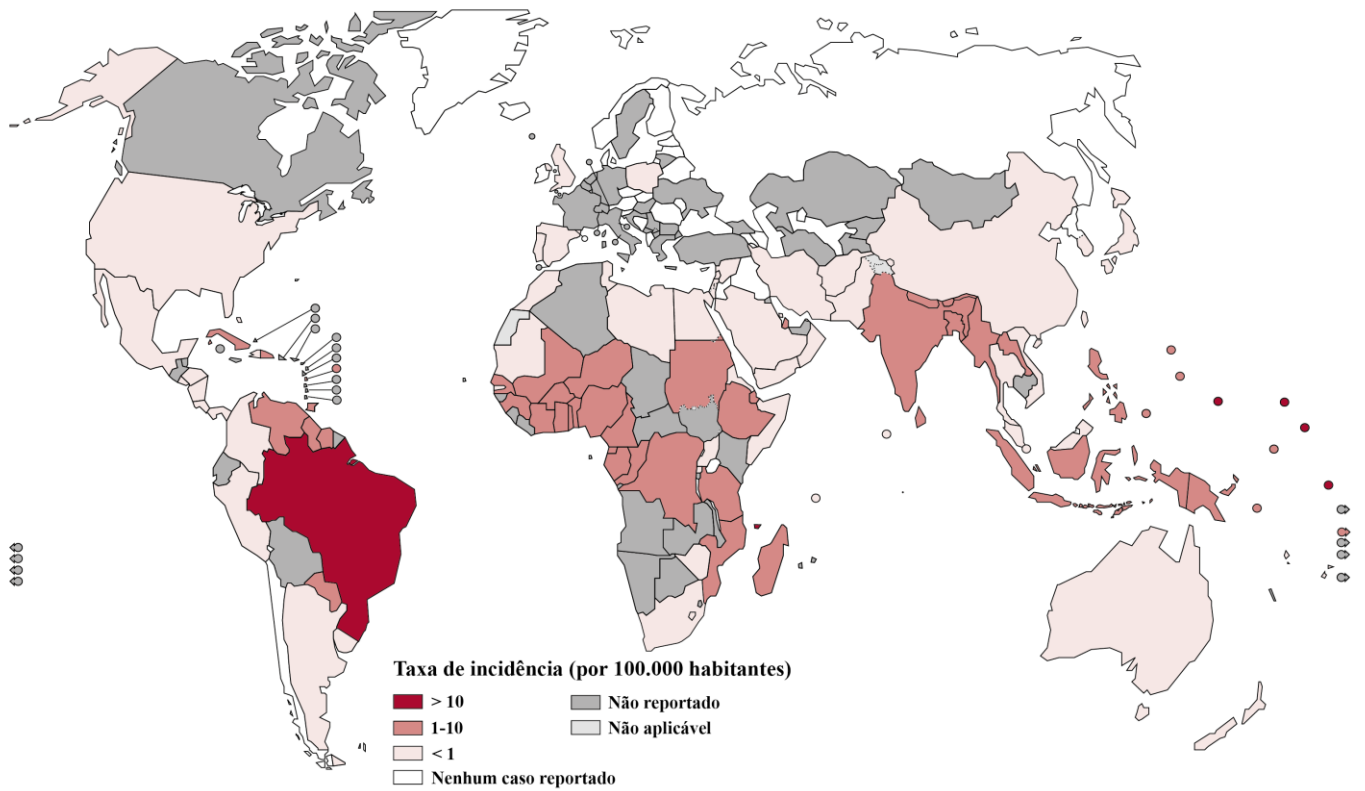 Taxa de incidência (por 100.000 habitantes)
> 10
1-10
< 1
Nenhum caso reportado
Não reportado
Não aplicável